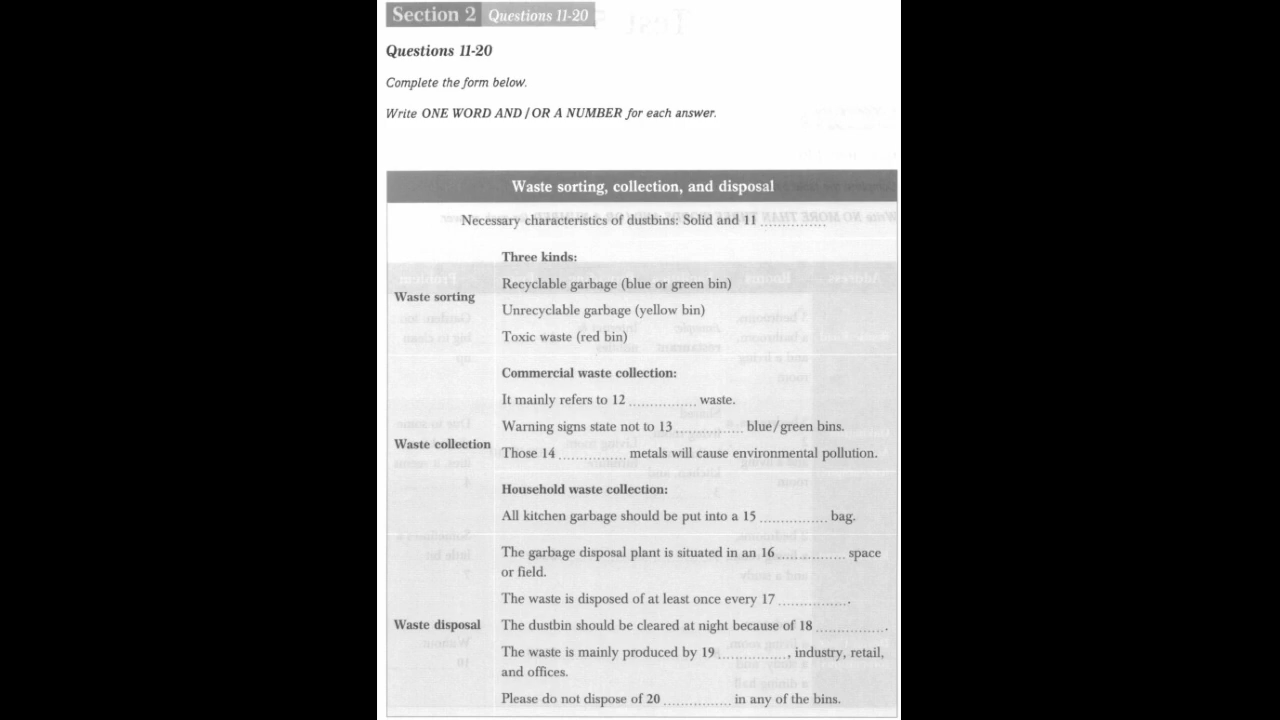 Section 2 Questions 11-20
Questions 11-20
Complete the form below.
Write ONE WORD AND / OR A NUMBER for each answer.
Waste sorting, collection, and disposal
Necessary characteristics of dustbins: Solid and 11 ...............
Waste sorting
Three kinds:
Recyclable garbage (blue or green bin)
Unrecyclable garbage (yellow bin)
Toxic waste (red bin)
Waste collection
Commercial waste collection:
It mainly refers to 12 ............... waste.
Warning signs state not to 13 ............... blue/green bins.
Those 14 ............... metals will cause environmental pollution.
Household waste collection:
All kitchen garbage should be put into a 15 ............... bag.
Waste disposal
The garbage disposal plant is situated in an 16 ............... space
or field.
The waste is disposed of at least once every 17 ...............
The dustbin should be cleared at night because of 18 ...............
The waste is mainly produced by 19 ..............., industry, retail,
and offices.
Please do not dispose of 20 ............... in any of the bins.